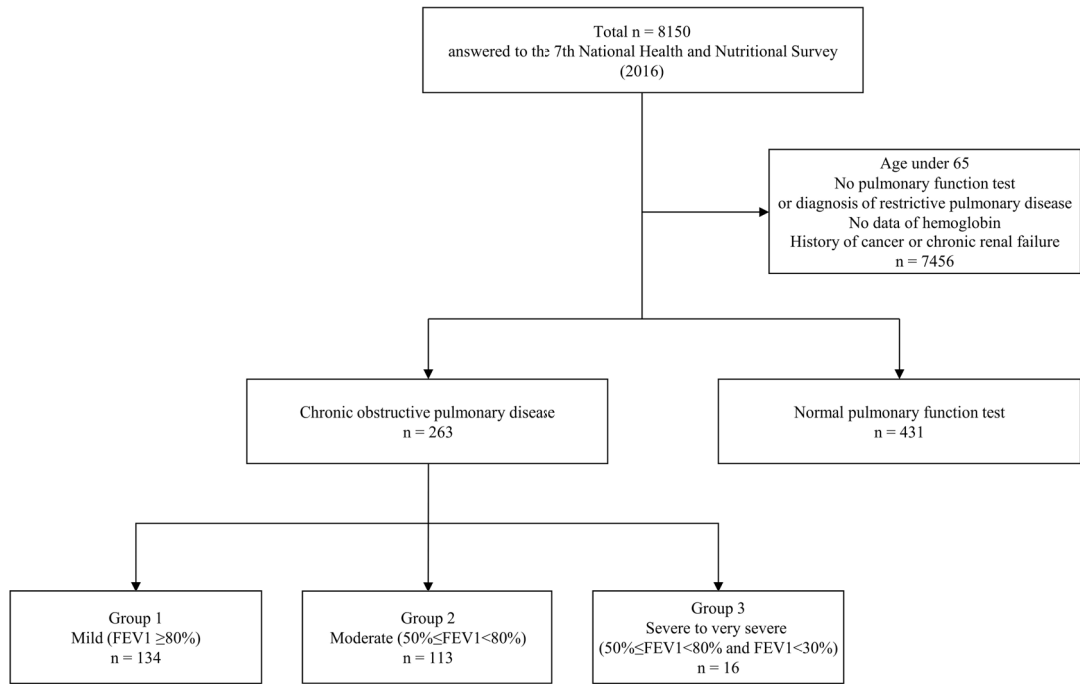 Total n = 8150
answered to the 7th National Health and Nutritional Survey
(2016)
Age under 65
No pulmonary function test
or diagnosis of restrictive pulmonary disease
No data of hemoglobin
History of cancer or chronic renal failure
n = 7456
Chronic obstructive pulmonary disease
n = 263
Normal pulmonary function test
n = 431
Group 1
Mild (FEV1 ≥80%)
n = 134
Group 2
Moderate (50%≤FEV1<80%)
n = 113
Group 3
Severe to very severe
(50%≤FEV1<80% and FEV1<30%)
n = 16